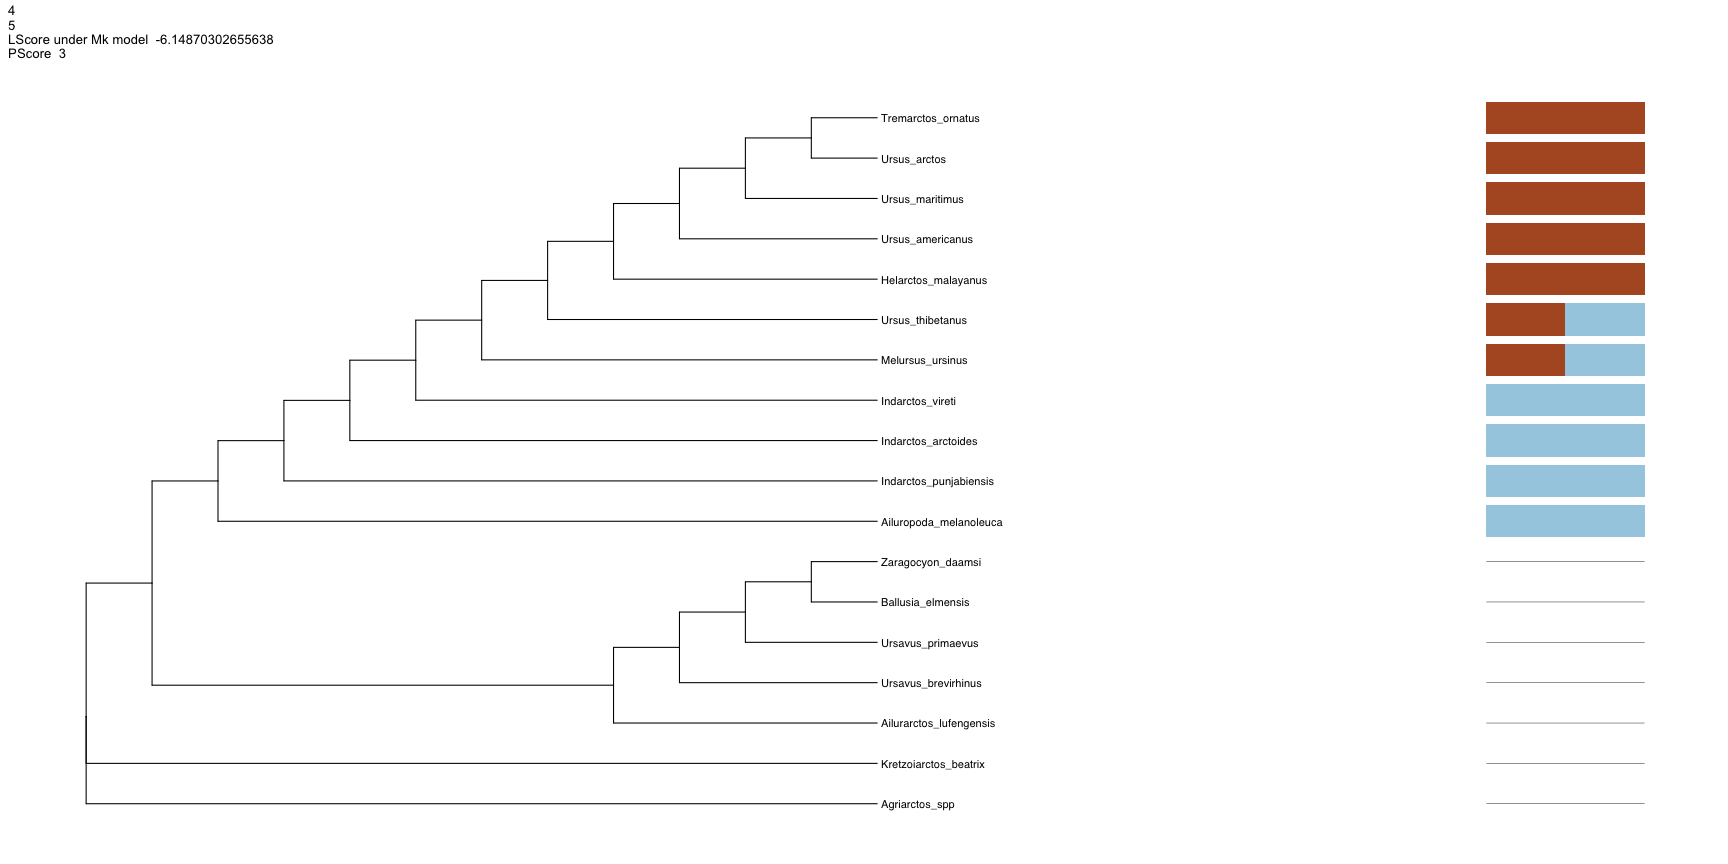 4
5
LScore under Mk model -6.14870302655638
PScore 3
Tremarctos_ornatus
Ursus_arctos
Ursus_maritimus
Ursus_americanus
Helarctos_malayanus
Ursus_thibetanus
Melursus_ursinus
Indarctos_vireti
Indarctos_arctoides
Indarctos_punjabiensis
Ailuropoda_melanoleuca
Zaragocyon_daamsi
Ballusia_elmensis
Ursavus_primaevus
Ursavus_brevirhinus
Ailurarctos_lufengensis
Kretzoiarctos_beatrix
Agriarctos_spp